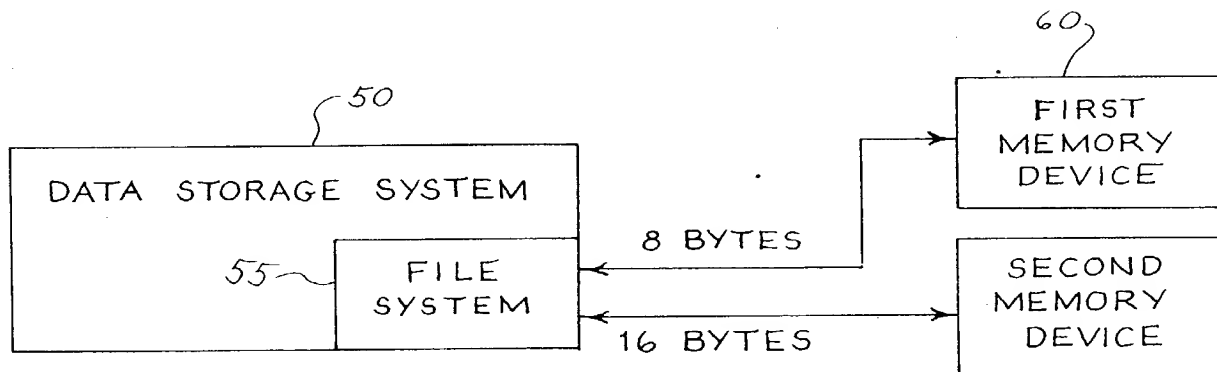 60
50
FIRST
MEMORY
DEVICE
DATA STORAGE SYSTEM
8 BYTES
55
FILE
SYSTEM
SECOND
MEMORY
DEVICE
16 BYTES